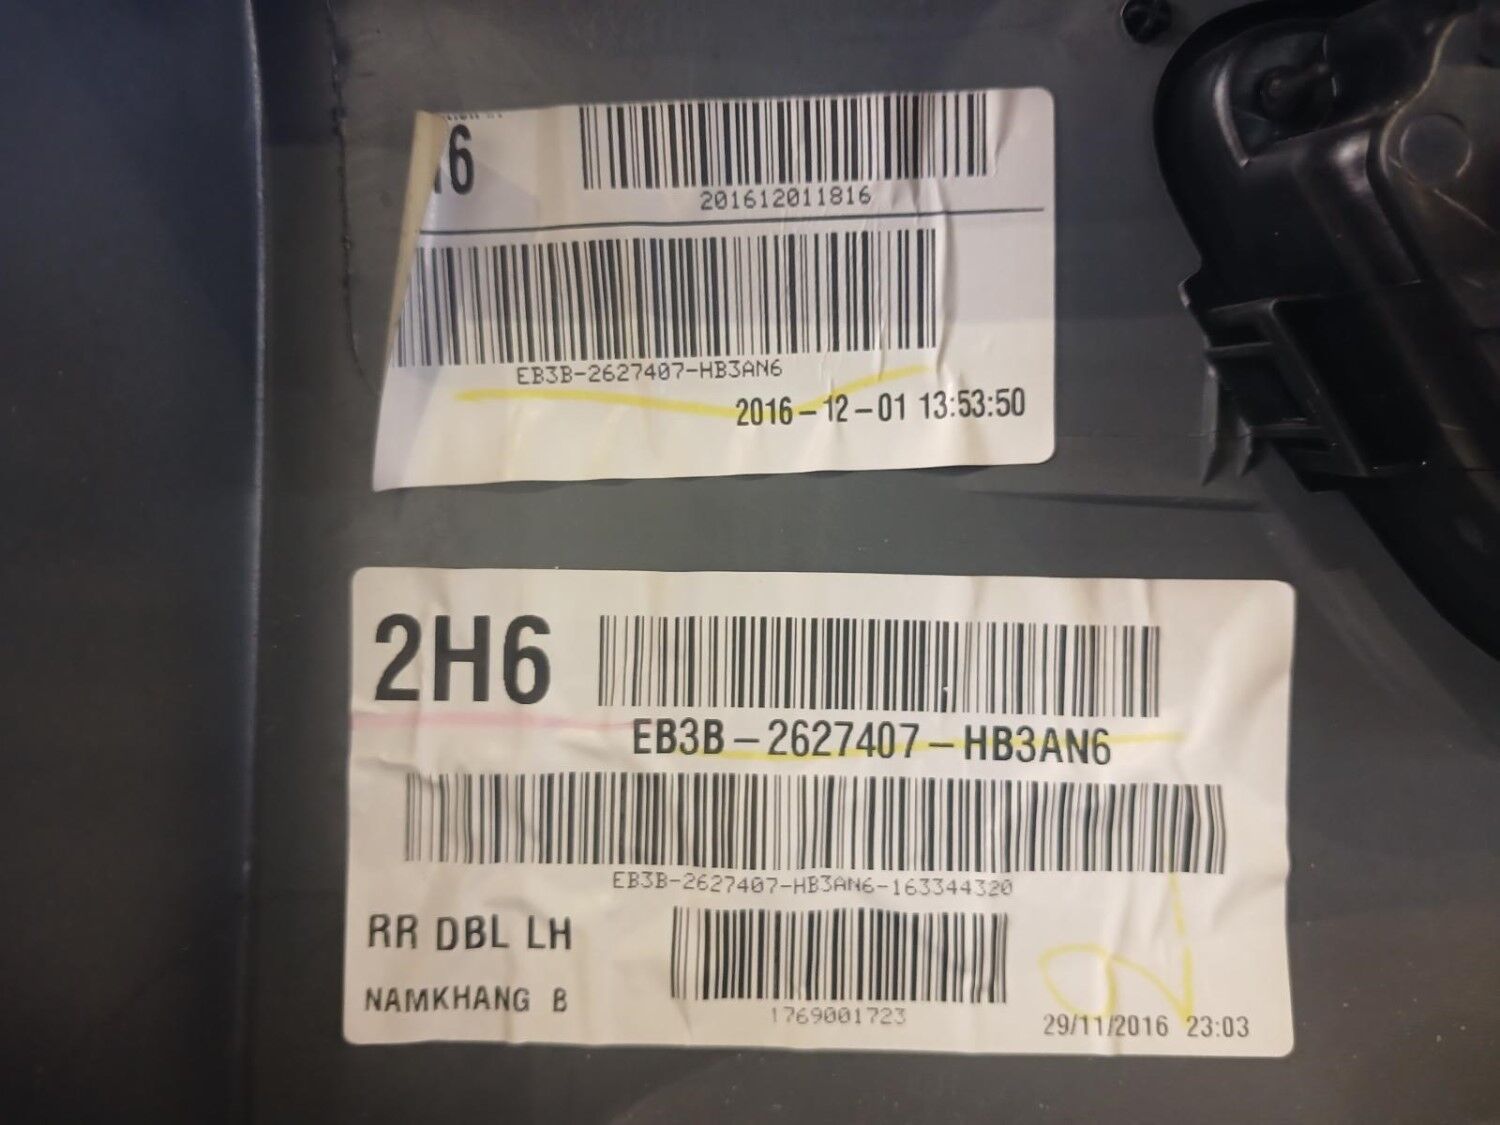 16
201612011816
EB3B-2627407-HB3AN6
2016-12-01 13:53:50
2H6
EB3B-2627407-HB3AN6
EB3B-2627407-HB3AN6-163344320
RR DBL LH
NAMKHANG B
1769001723
29/11/2016 23:03